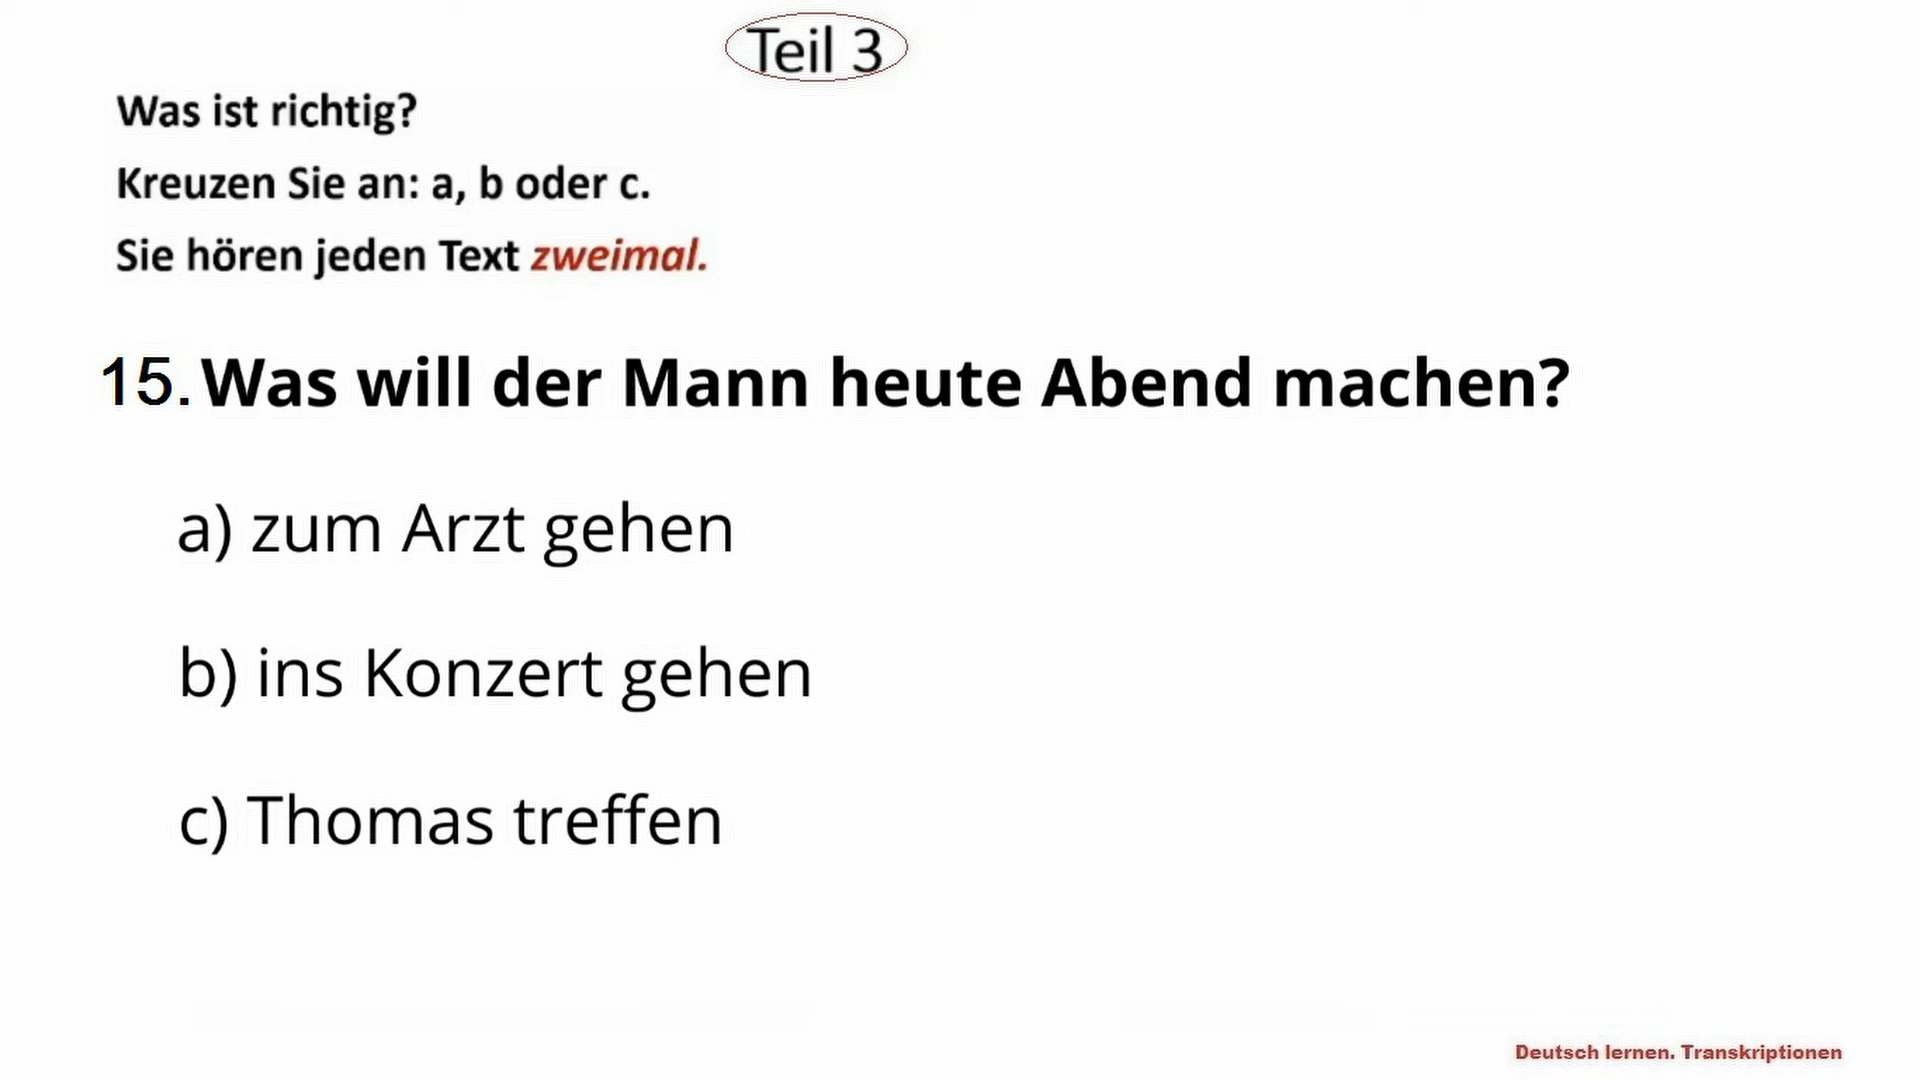 Teil 3
Was ist richtig?
Kreuzen Sie an: a, b oder c.
Sie hören jeden Text zweimal.
15. Was will der Mann heute Abend machen?
a) zum Arzt gehen
b) ins Konzert gehen
c) Thomas treffen
Deutsch lernen. Transkriptionen